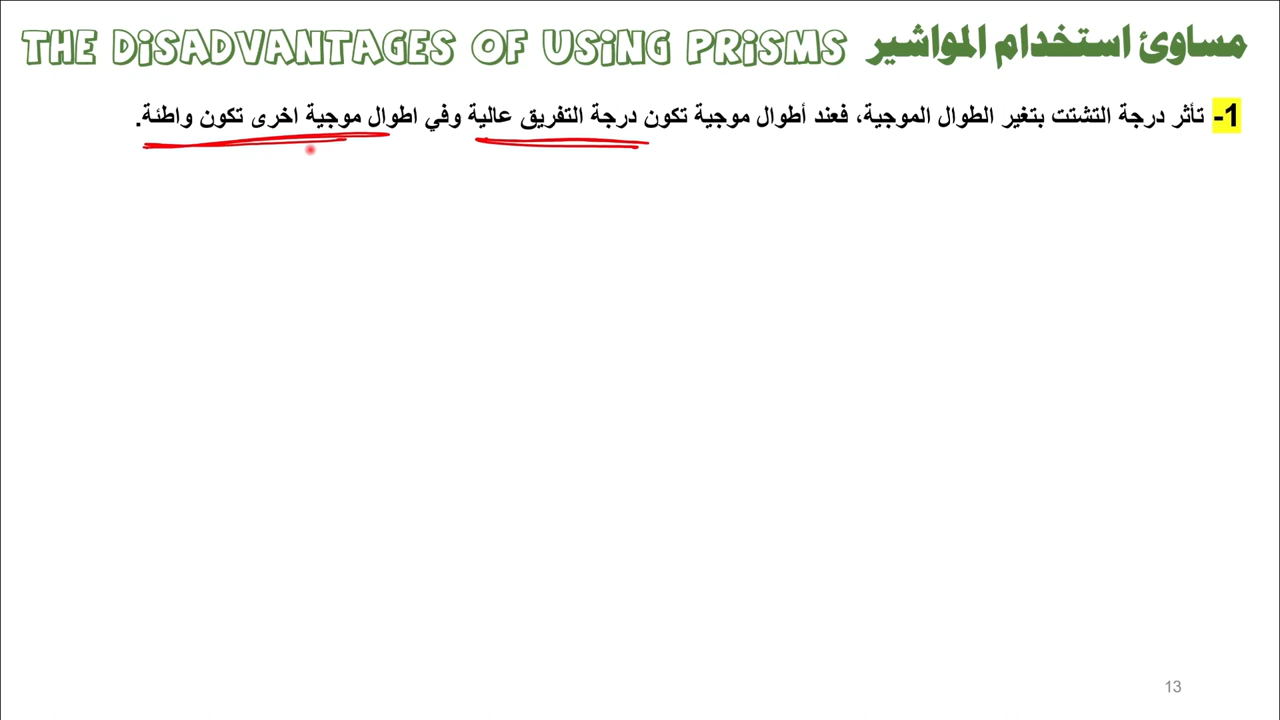 THE DISADVANTAGES OF USING PRISMS مساوئ استخدام المواشير
1- تأثر درجة التشتت بتغير الطوال الموجية، فعند أطوال موجية تكون درجة التفريق عالية وفي اطوال موجية اخرى تكون واطئة.
13